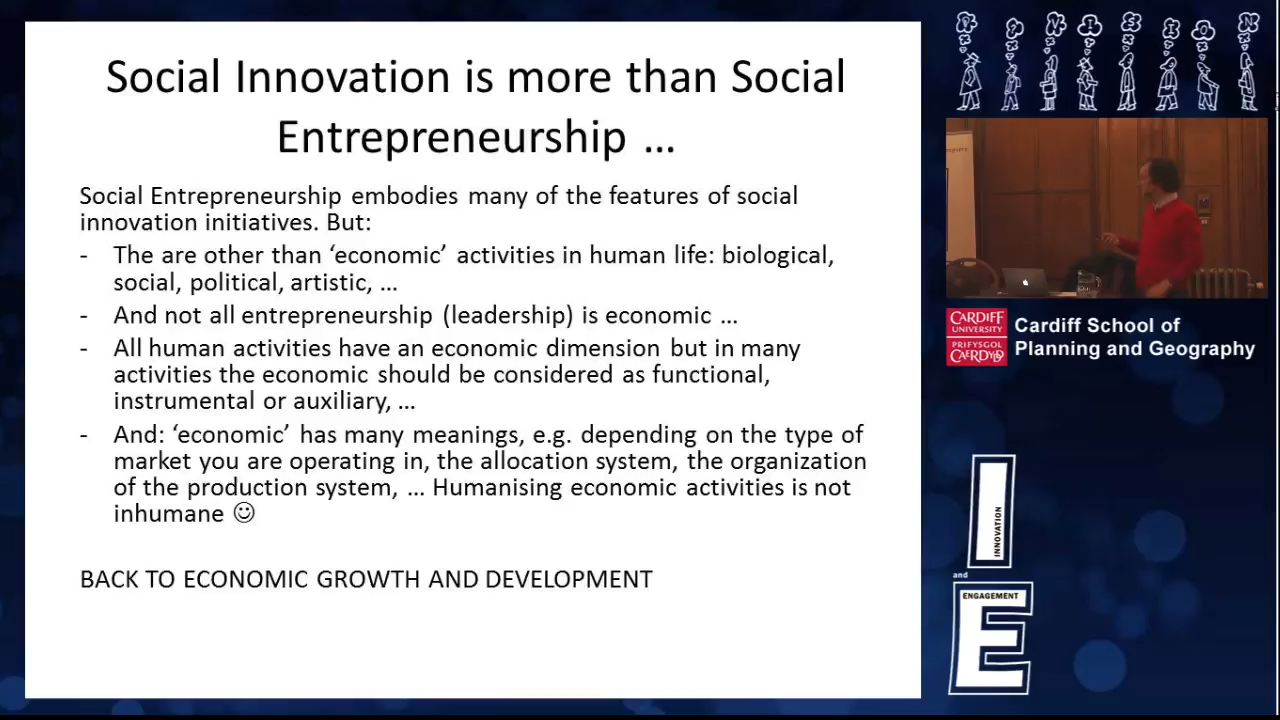 Social Innovation is more than Social
Entrepreneurship ...
Social Entrepreneurship embodies many of the features of social
innovation initiatives. But:
- The are other than ‘economic’ activities in human life: biological,
social, political, artistic, ...
- And not all entrepreneurship (leadership) is economic ...
- All human activities have an economic dimension but in many
activities the economic should be considered as functional,
instrumental or auxiliary, ...
- And: ‘economic’ has many meanings, e.g. depending on the type of
market you are operating in, the allocation system, the organization
of the production system, ... Humanising economic activities is not
inhumane ☺
BACK TO ECONOMIC GROWTH AND DEVELOPMENT
VISION
CARDIFF
UNIVERSITY
PRIFYSGOL
CAERDYDD
Cardiff School of
Planning and Geography
I
INNOVATION
and
ENGAGEMENT
E